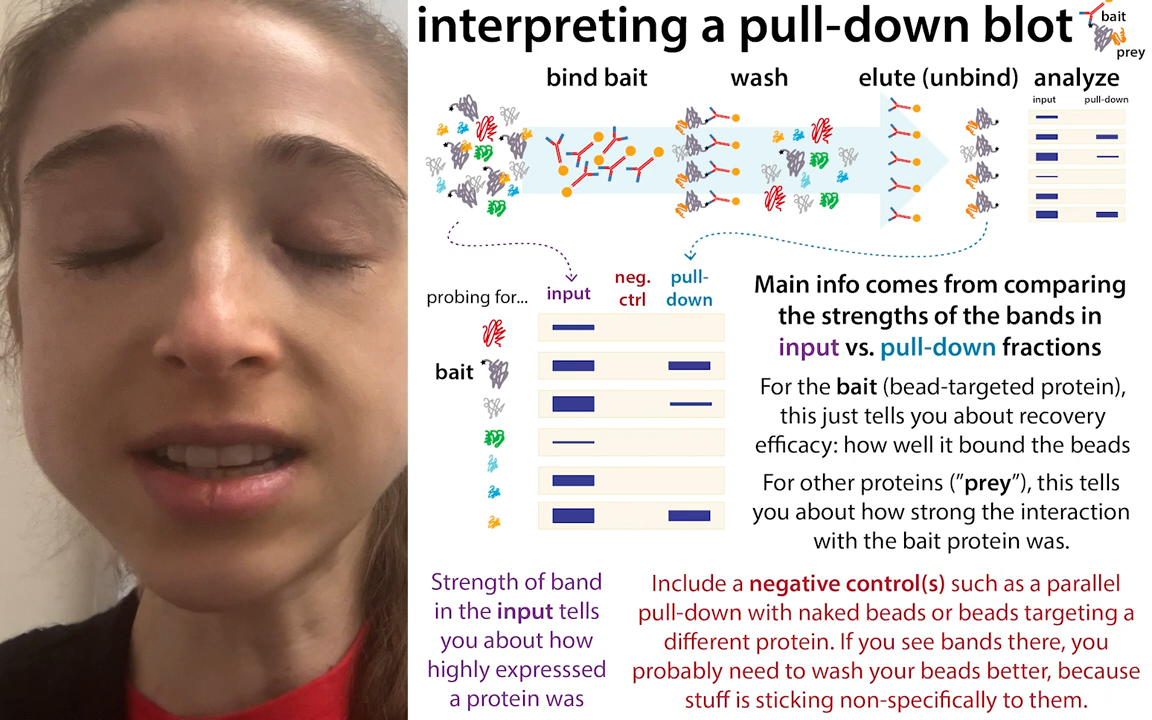 interpreting a pull-down blot
bait
prey
bind bait
wash
elute (unbind)
analyze
input
pull-down
probing for...
input
neg.
ctrl
pull-
down
bait
Main info comes from comparing
the strengths of the bands in
input vs. pull-down fractions
For the bait (bead-targeted protein),
this just tells you about recovery
efficacy: how well it bound the beads
For other proteins (”prey”), this tells
you about how strong the interaction
with the bait protein was.
Strength of band
in the input tells
you about how
highly expresssed
a protein was
Include a negative control(s) such as a parallel
pull-down with naked beads or beads targeting a
different protein. If you see bands there, you
probably need to wash your beads better, because
stuff is sticking non-specifically to them.